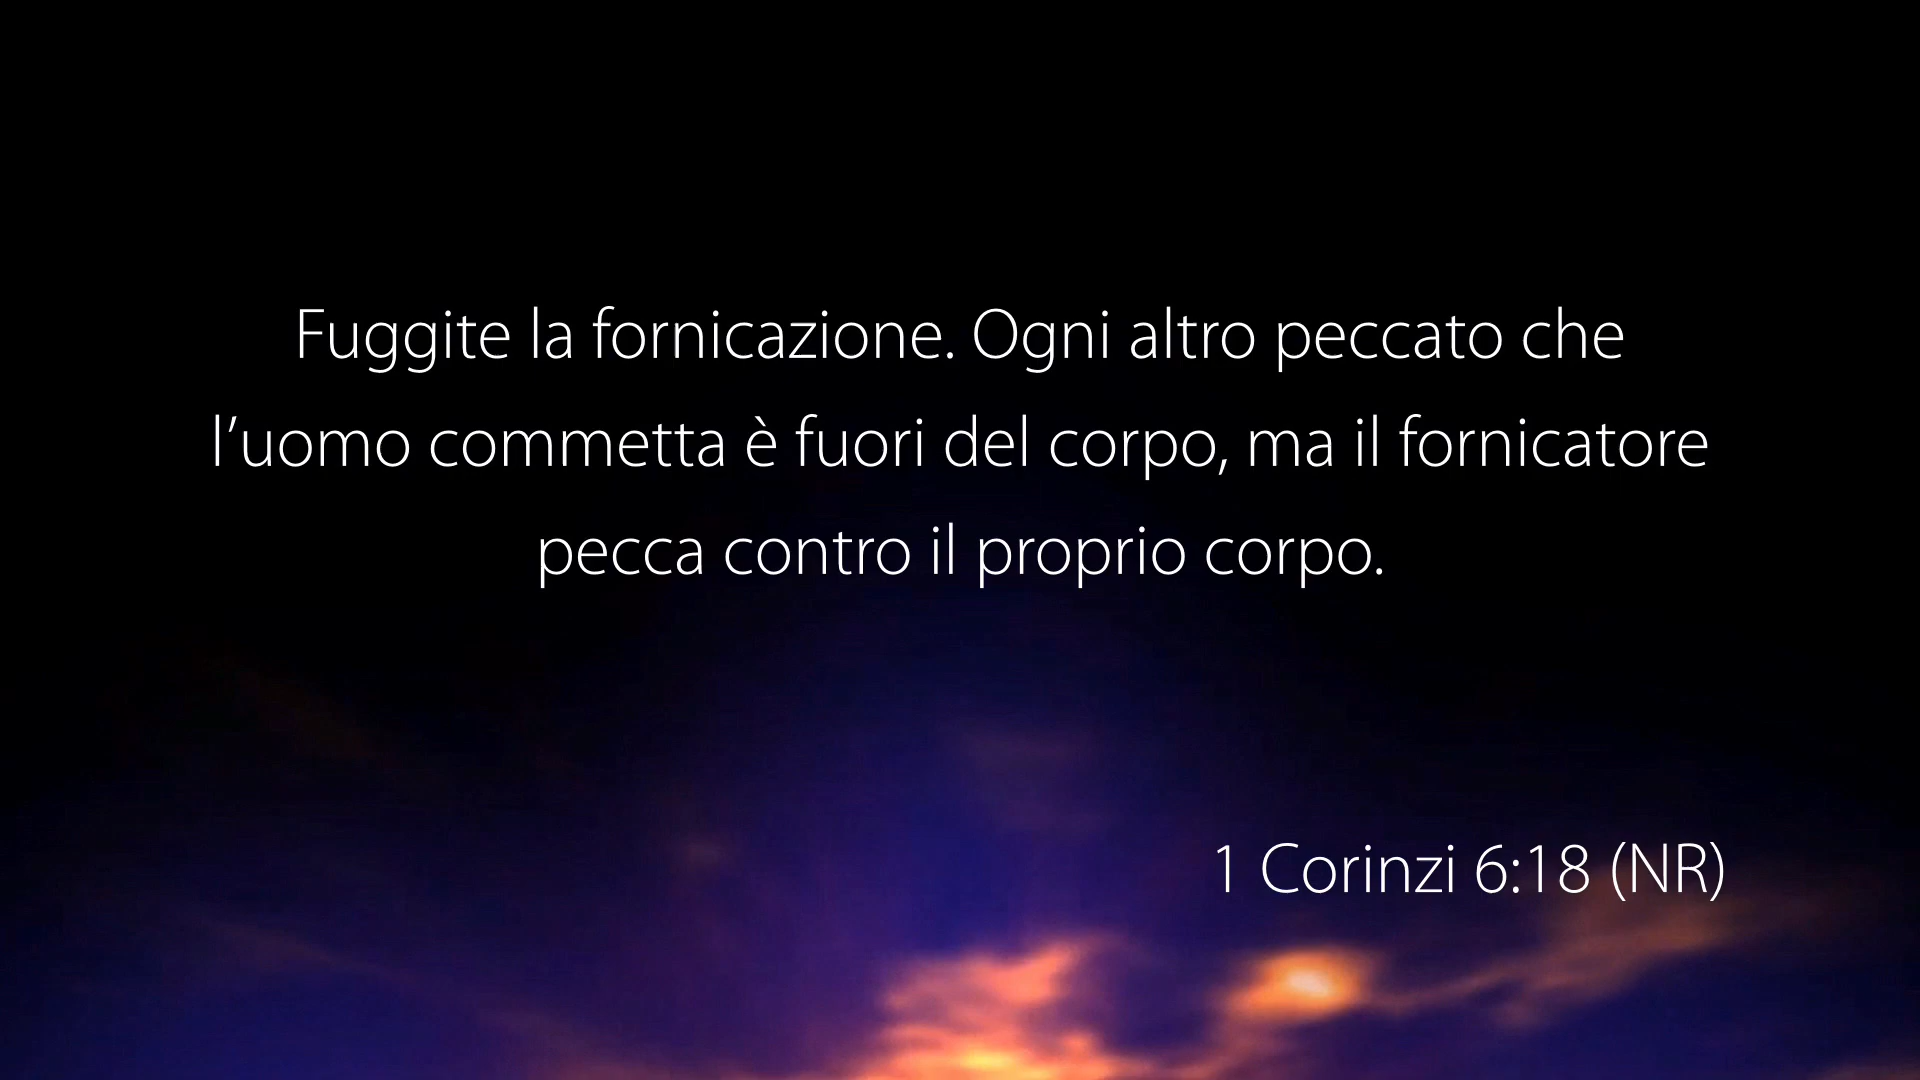 Fuggite la fornicazione. Ogni altro peccato che
l’uomo commetta è fuori del corpo, ma il fornicatore
pecca contro il proprio corpo.
1 Corinzi 6:18 (NR)